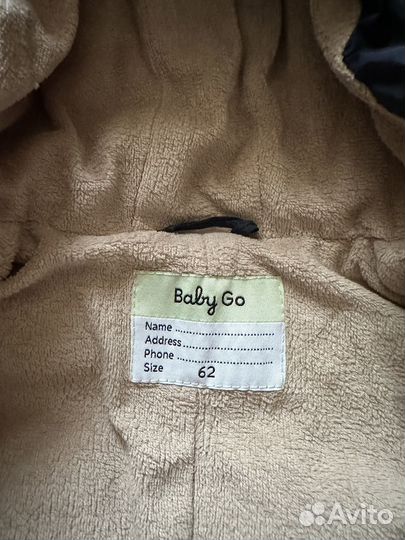 Baby Go
Name ..............................
Address ..........................
Phone .............................
Size 62
Avito